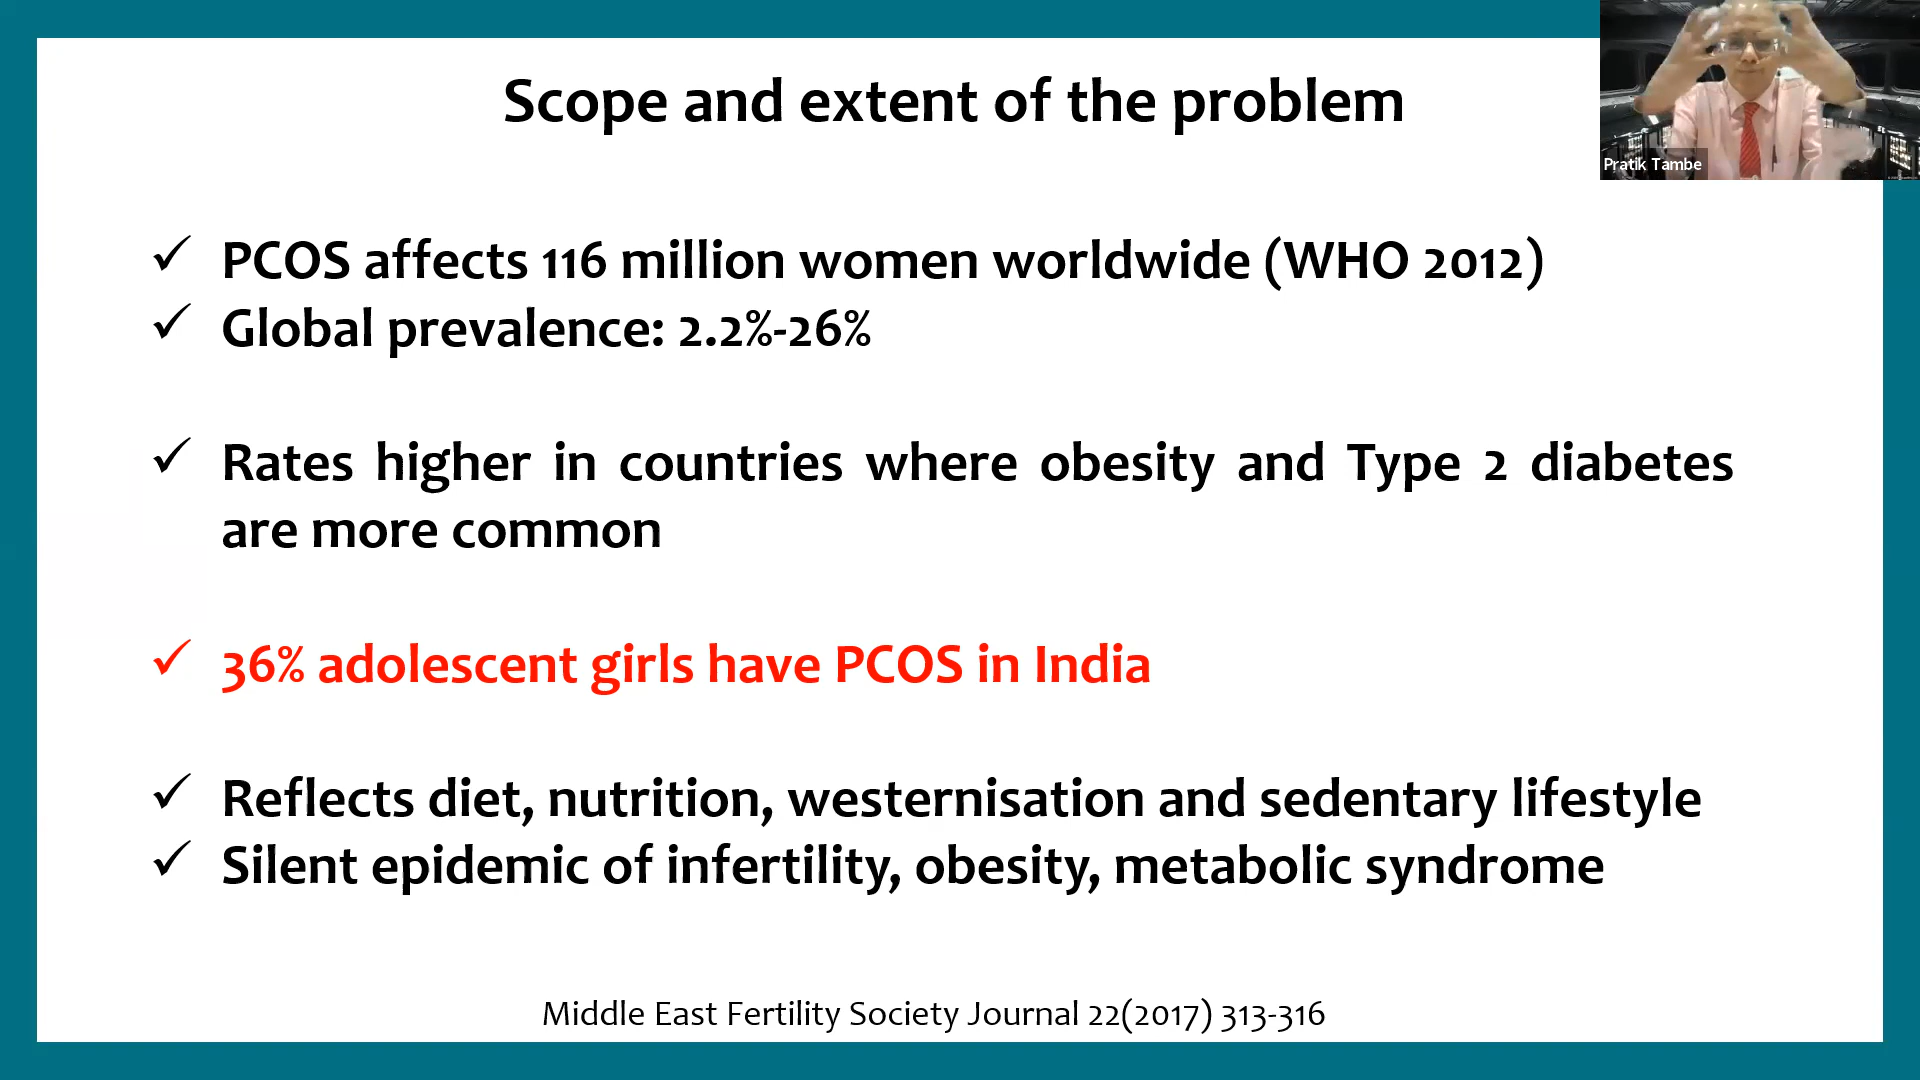 Scope and extent of the problem
Pratik Tambe
✓ PCOS affects 116 million women worldwide (WHO 2012)
✓ Global prevalence: 2.2%-26%
✓ Rates higher in countries where obesity and Type 2 diabetes
are more common
✓ 36% adolescent girls have PCOS in India
✓ Reflects diet, nutrition, westernisation and sedentary lifestyle
✓ Silent epidemic of infertility, obesity, metabolic syndrome
Middle East Fertility Society Journal 22(2017) 313-316